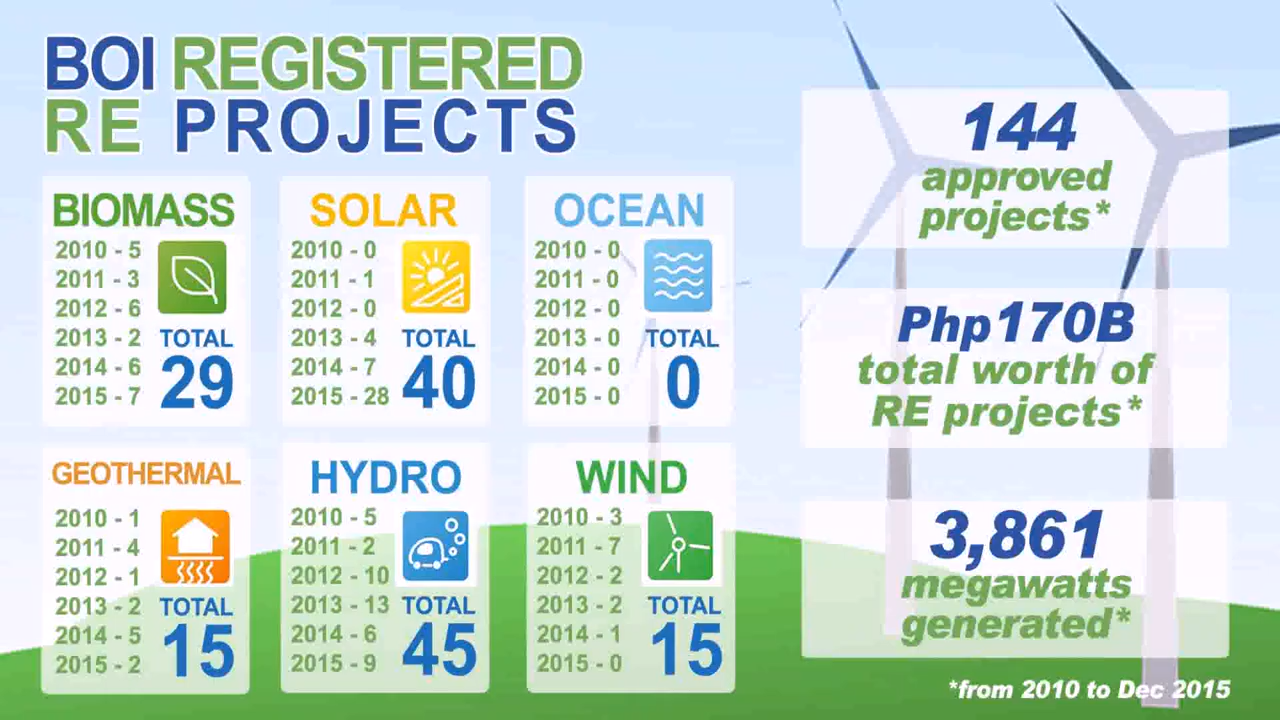 BOI REGISTERED
RE PROJECTS
BIOMASS
2010 - 5
2011 - 3
2012 - 6
2013 - 2
2014 - 6
2015 - 7
TOTAL
29
SOLAR
2010 - 0
2011 - 1
2012 - 0
2013 - 4
2014 - 7
2015 - 28
TOTAL
40
OCEAN
2010 - 0
2011 - 0
2012 - 0
2013 - 0
2014 - 0
2015 - 0
TOTAL
0
GEOTHERMAL
2010 - 1
2011 - 4
2012 - 1
2013 - 2
2014 - 5
2015 - 2
TOTAL
15
HYDRO
2010 - 5
2011 - 2
2012 - 10
2013 - 13
2014 - 6
2015 - 9
TOTAL
45
WIND
2010 - 3
2011 - 7
2012 - 2
2013 - 2
2014 - 1
2015 - 0
TOTAL
15
144
approved
projects*
Php170B
total worth of
RE projects*
3,861
megawatts
generated*
*from 2010 to Dec 2015